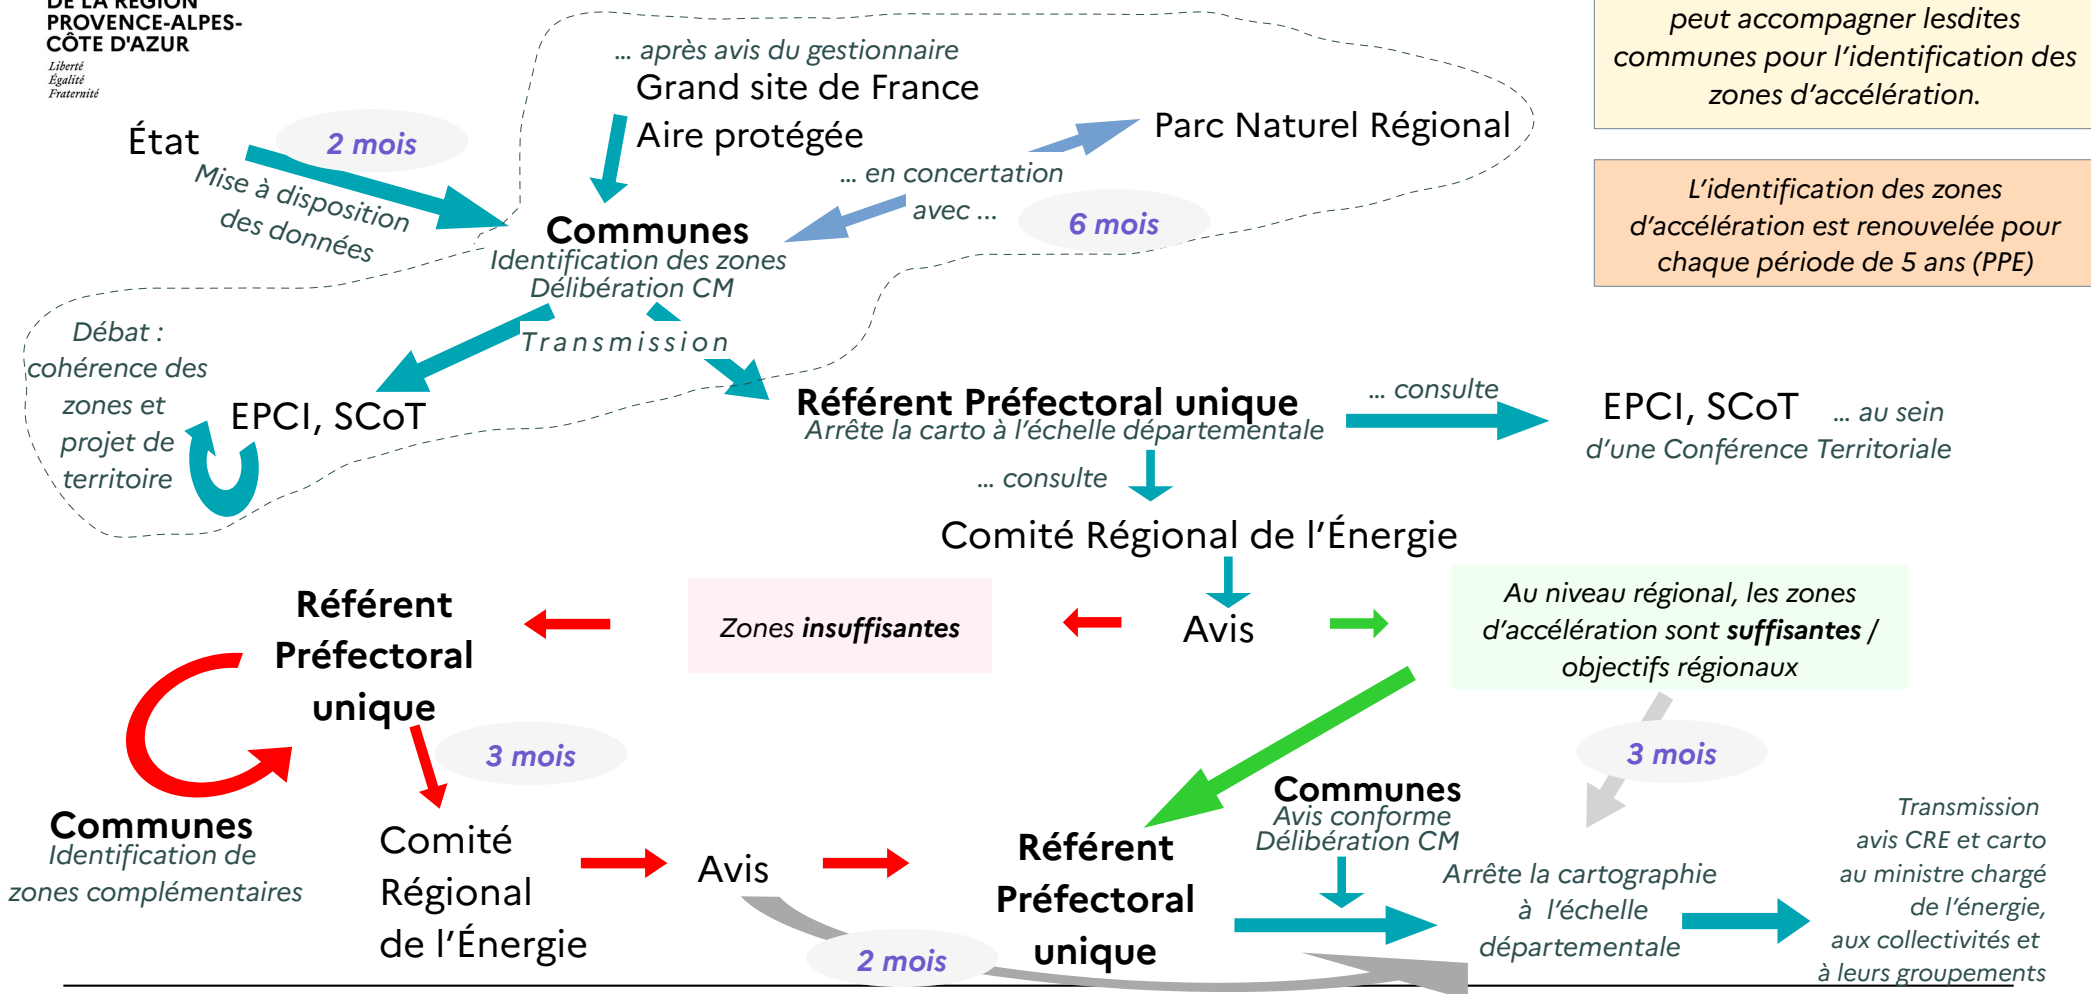 DE LA RÉGION
PROVENCE-ALPES-
CÔTE D'AZUR
Liberté
Égalité
Fraternité
peut accompagner lesdites
communes pour l'identification des
zones d'accélération.
L'identification des zones
d'accélération est renouvelée pour
chaque période de 5 ans (PPE)
... après avis du gestionnaire
Grand site de France
Aire protégée
Parc Naturel Régional
État
2 mois
Mise à disposition
des données
... en concertation
avec ...
6 mois
Communes
Identification des zones
Délibération CM
Transmission
Débat :
cohérence des
zones et
projet de
territoire
EPCI, SCoT
Référent Préfectoral unique
Arrête la carto à l'échelle départementale
... consulte
EPCI, SCoT ... au sein
d'une Conférence Territoriale
... consulte
Comité Régional de l'Énergie
Avis
Zones insuffisantes
Au niveau régional, les zones
d'accélération sont suffisantes /
objectifs régionaux
Référent
Préfectoral
unique
3 mois
3 mois
Communes
Identification de
zones complémentaires
Comité
Régional
de l'Énergie
Avis
2 mois
Référent
Préfectoral
unique
Communes
Avis conforme
Délibération CM
Arrête la cartographie
à l'échelle
départementale
Transmission
avis CRE et carto
au ministre chargé
de l'énergie,
aux collectivités et
à leurs groupements